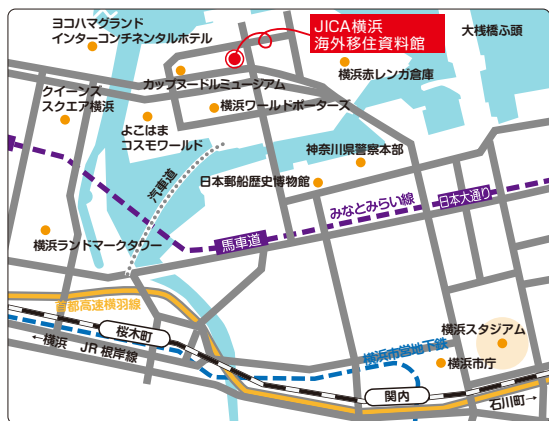 ヨコハマグランド
インターコンチネンタルホテル
JICA横浜
海外移住資料館
大桟橋ふ頭
カップヌードルミュージアム
横浜赤レンガ倉庫
クイーンズ
スクエア横浜
横浜ワールドポーターズ
よこはま
コスモワールド
神奈川県警察本部
汽車道
日本郵船歴史博物館
みなとみらい線
日本大通り
横浜ランドマークタワー
馬車道
首都高速横羽線
桜木町
横浜スタジアム
←横浜
JR根岸線
横浜市営地下鉄
横浜市庁
関内
石川町→